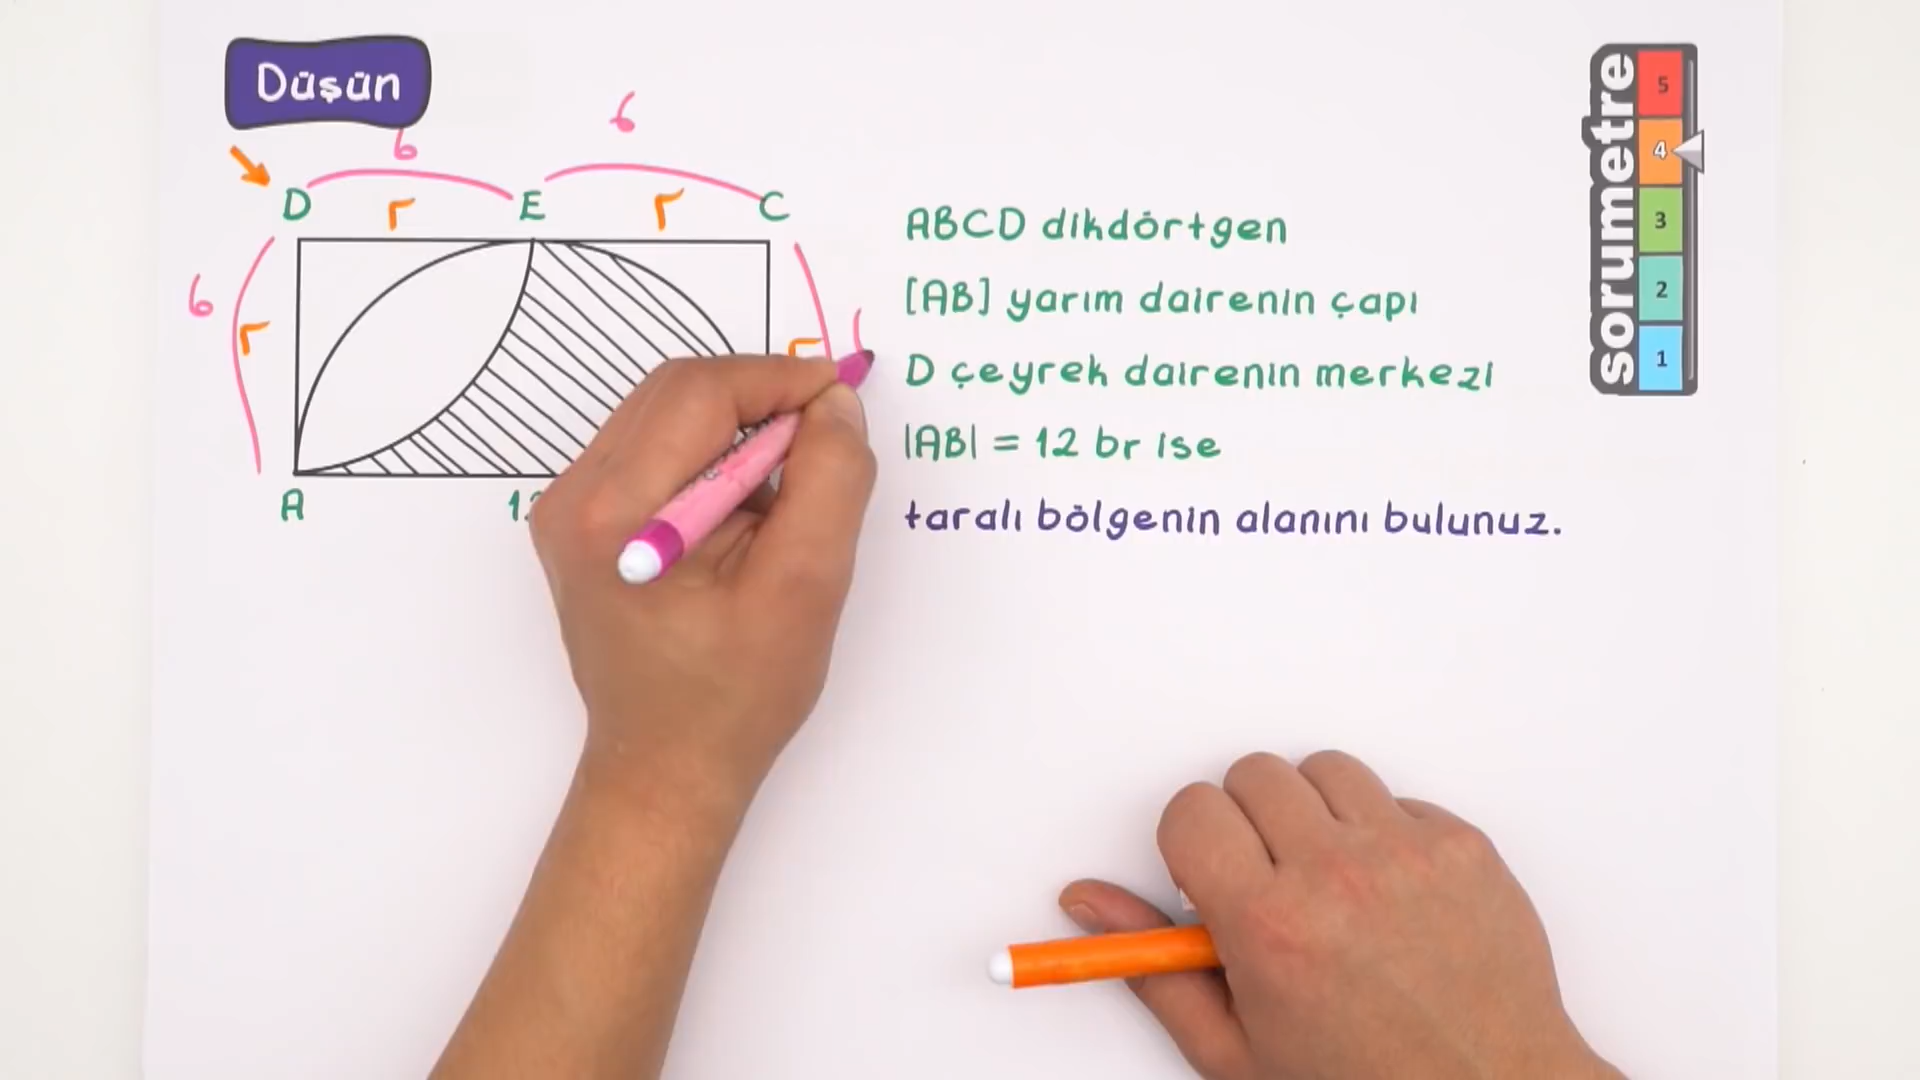 Düşün
6
6
D
r
E
r
C
6
r
r
A
ABCD dikdörtgen
[AB] yarım dairenin çapı
D çeyrek dairenin merkezi
|AB| = 12 br ise
taralı bölgenin alanını bulunuz.
sorumetre
5
4
3
2
1